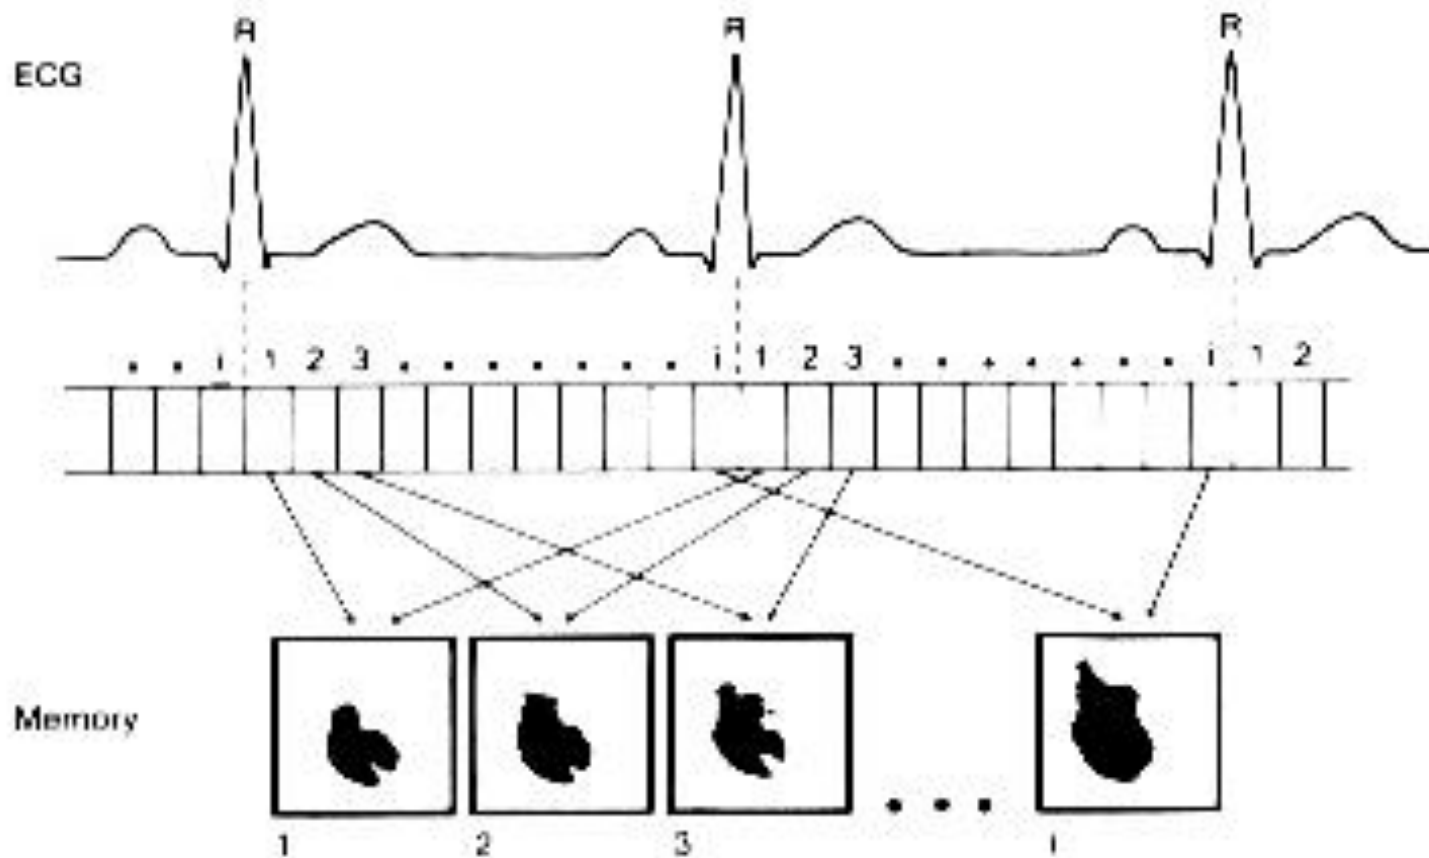 R R R
ECG
. . i 1 2 3 . . . . . . . i 1 2 3 . . . . . . . i 1 2
Memory
. . .
1 2 3 i